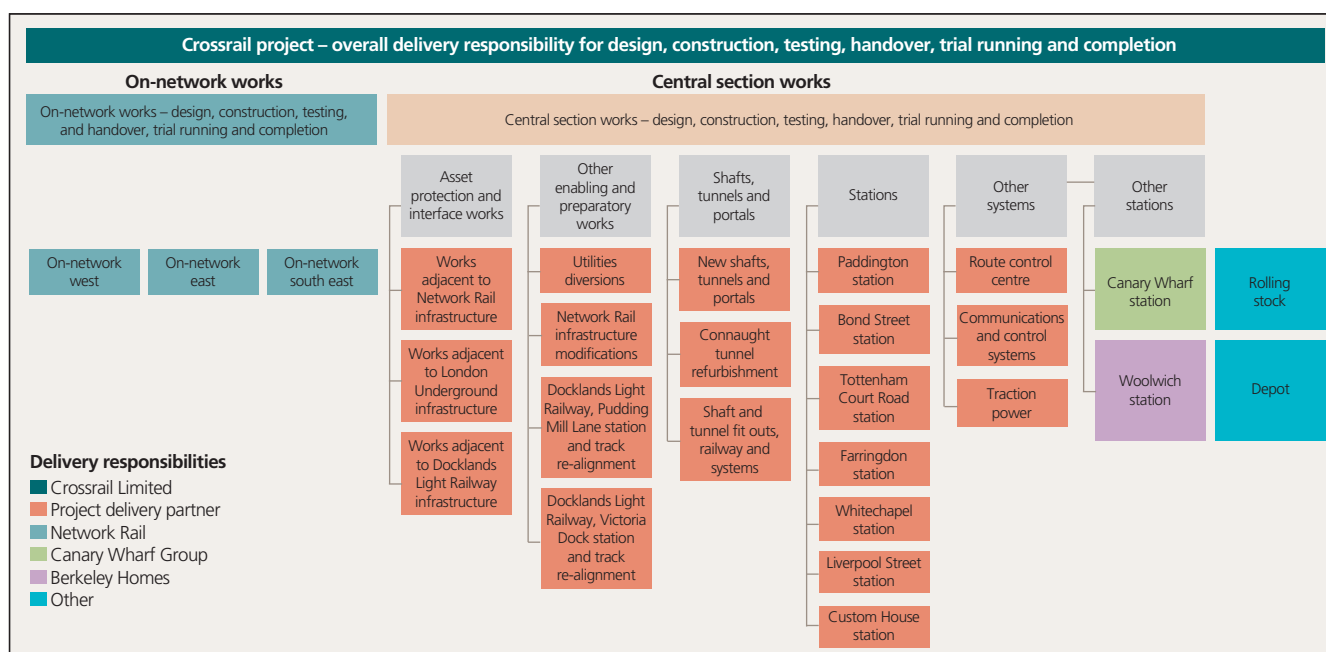 Crossrail project – overall delivery responsibility for design, construction, testing, handover, trial running and completion
On-network works
Central section works
On-network works – design, construction, testing,
and handover, trial running and completion
Central section works – design, construction, testing, handover, trial running and completion
Asset
protection and
interface works
Other
enabling and
preparatory
works
Shafts,
tunnels and
portals
Stations
Other
systems
Other
stations
On-network
west
On-network
east
On-network
south east
Works
adjacent to
Network Rail
infrastructure
Works adjacent
to London
Underground
infrastructure
Works adjacent
to Docklands
Light Railway
infrastructure
Utilities
diversions
Network Rail
infrastructure
modifications
Docklands Light
Railway, Pudding
Mill Lane station
and track
re-alignment
Docklands Light
Railway, Victoria
Dock station
and track
re-alignment
New shafts,
tunnels and
portals
Connaught
tunnel
refurbishment
Shaft and
tunnel fit outs,
railway and
systems
Paddington
station
Bond Street
station
Tottenham
Court Road
station
Farringdon
station
Whitechapel
station
Liverpool Street
station
Custom House
station
Route control
centre
Communications
and control
systems
Traction
power
Canary Wharf
station
Woolwich
station
Rolling
stock
Depot
Delivery responsibilities
Crossrail Limited
Project delivery partner
Network Rail
Canary Wharf Group
Berkeley Homes
Other